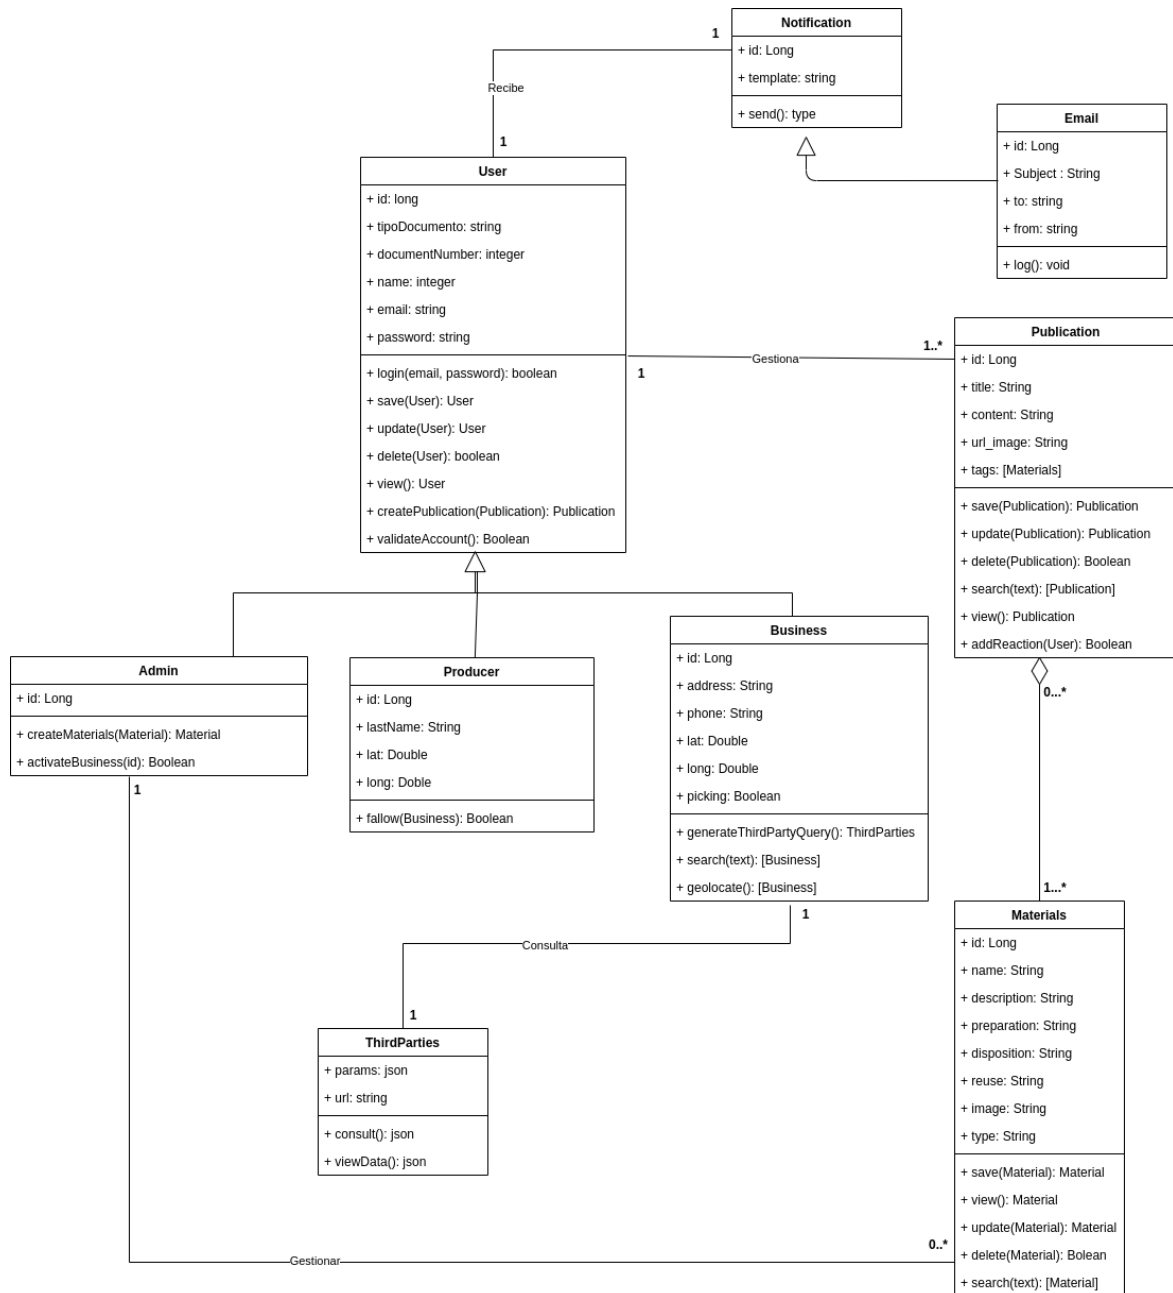 Notification
+ id: Long
+ template: string
+ send(): type
1
Recibe
1
Email
+ id: Long
+ Subject : String
+ to: string
+ from: string
+ log(): void
User
+ id: long
+ tipoDocumento: string
+ documentNumber: integer
+ name: integer
+ email: string
+ password: string
+ login(email, password): boolean
+ save(User): User
+ update(User): User
+ delete(User): boolean
+ view(): User
+ createPublication(Publication): Publication
+ validateAccount(): Boolean
1
Gestiona
1..*
Publication
+ id: Long
+ title: String
+ content: String
+ url_image: String
+ tags: [Materials]
+ save(Publication): Publication
+ update(Publication): Publication
+ delete(Publication): Boolean
+ search(text): [Publication]
+ view(): Publication
+ addReaction(User): Boolean
0...*
Admin
+ id: Long
+ createMaterials(Material): Material
+ activateBusiness(id): Boolean
1
Producer
+ id: Long
+ lastName: String
+ lat: Double
+ long: Doble
+ fallow(Business): Boolean
Business
+ id: Long
+ address: String
+ phone: String
+ lat: Double
+ long: Double
+ picking: Boolean
+ generateThirdPartyQuery(): ThirdParties
+ search(text): [Business]
+ geolocate(): [Business]
1
Consulta
1
ThirdParties
+ params: json
+ url: string
+ consult(): json
+ viewData(): json
1...*
Materials
+ id: Long
+ name: String
+ description: String
+ preparation: String
+ disposition: String
+ reuse: String
+ image: String
+ type: String
+ save(Material): Material
+ view(): Material
+ update(Material): Material
+ delete(Material): Bolean
+ search(text): [Material]
0..*
Gestionar